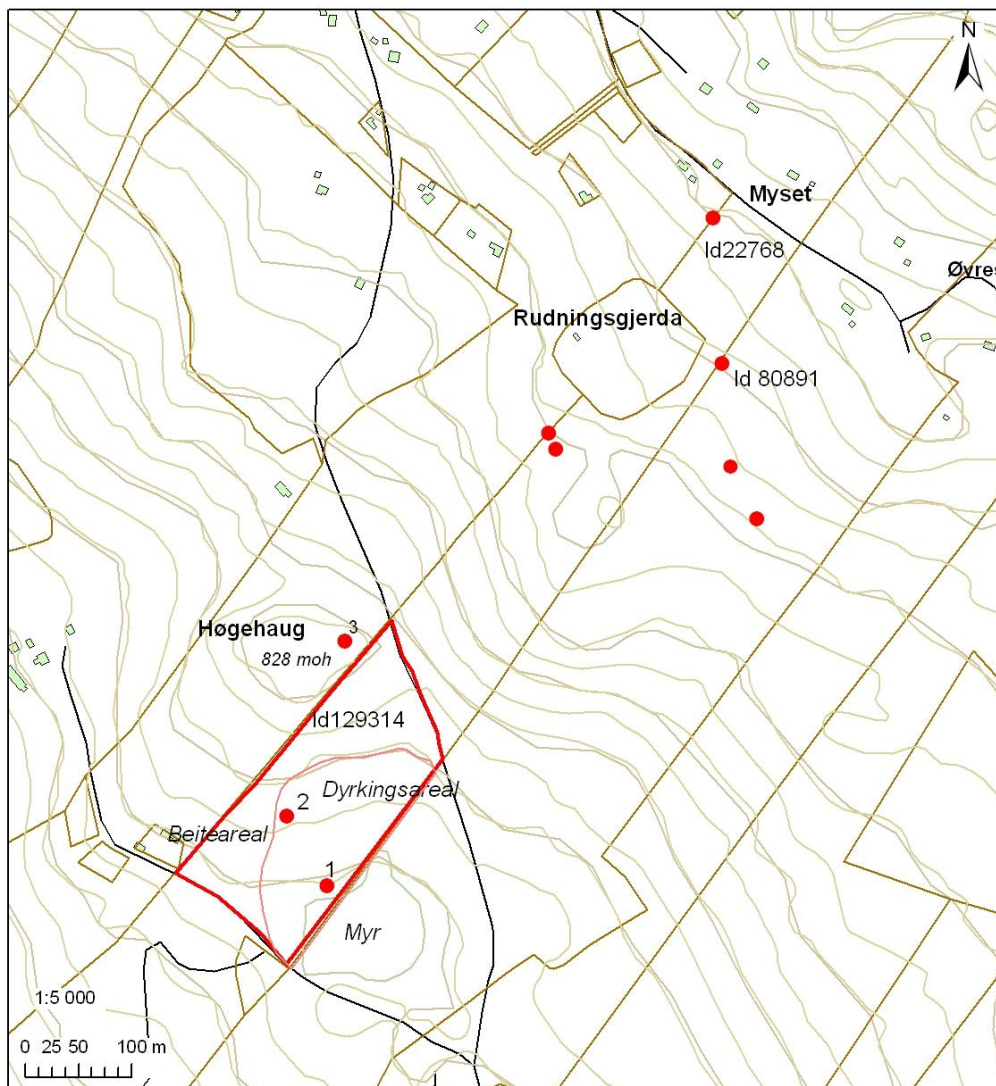 N
Myset
Id22768
Øvres
Rudningsgjerda
Id 80891
Høgehaug
3
828 moh
Id129314
Dyrkingsareal
2
Beiteareal
1
Myr
1:5 000
0 25 50 100 m